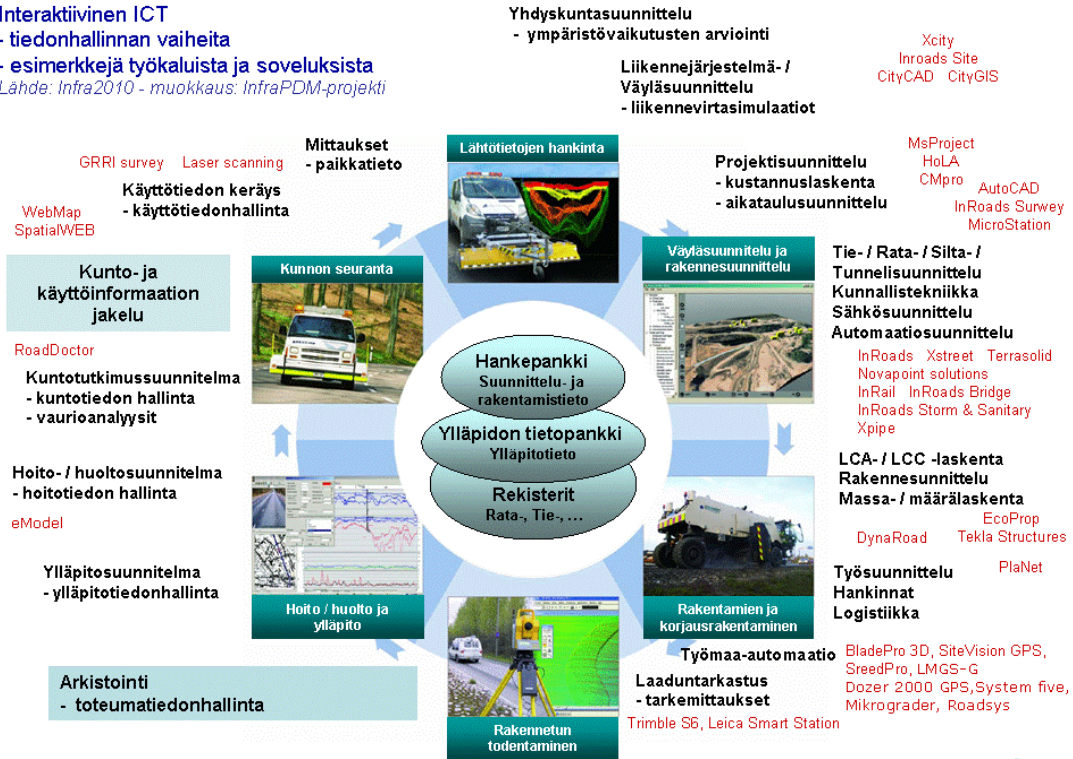 Interaktiivinen ICT
- tiedonhallinnan vaiheita
- esimerkkejä työkaluista ja soveluksista
Lähde: Infra2010 - muokkaus: InfraPDM-projekti
Yhdyskuntasuunnittelu
- ympäristövaikutusten arviointi
Xcity
Inroads Site
CityCAD CityGIS
Liikennejärjestelmä- /
Väyläsuunnittelu
- liikennevirtasimulaatiot
Mittaukset
- paikkatieto
Lähtötietojen hankinta
GRRI survey Laser scanning
Käyttötiedon keräys
- käyttötiedonhallinta
WebMap
SpatialWEB
Projektisuunnittelu
- kustannuslaskenta
- aikataulusuunnittelu
MsProject
HoLA
CMpro
AutoCAD
InRoads Surwey
MicroStation
Kunto- ja
käyttöinformaation
jakelu
Kunnon seuranta
Väyläsuunnitelu ja
rakennesuunnittelu
Tie- / Rata- / Silta- /
Tunnelisuunnittelu
Kunnallistekniikka
Sähkösuunnittelu
Automaatiosuunnittelu
InRoads Xstreet Terrasolid
Novapoint solutions
InRail InRoads Bridge
InRoads Storm & Sanitary
Xpipe
RoadDoctor
Kuntotutkimussuunnitelma
- kuntotiedon hallinta
- vaurioanalyysit
Hankepankki
Suunnittelu- ja
rakentamistieto
Ylläpidon tietopankki
Ylläpitotieto
Rekisterit
Rata-, Tie-, ...
Hoito- / huoltosuunnitelma
- hoitotiedon hallinta
eModel
LCA- / LCC -laskenta
Rakennesuunnittelu
Massa- / määrälaskenta
EcoProp
DynaRoad Tekla Structures
PlaNet
Työsuunnittelu
Hankinnat
Logistiikka
Ylläpitosuunnitelma
- ylläpitotiedonhallinta
Hoito / huolto ja
ylläpito
Rakentamien ja
korjausrakentaminen
Työmaa-automaatio
BladePro 3D, SiteVision GPS,
SreedPro, LMGS-G
Dozer 2000 GPS,System five,
Mikrograder, Roadsys
Laaduntarkastus
- tarkemittaukset
Trimble S6, Leica Smart Station
Arkistointi
- toteumatiedonhallinta
Rakennetun
todentaminen